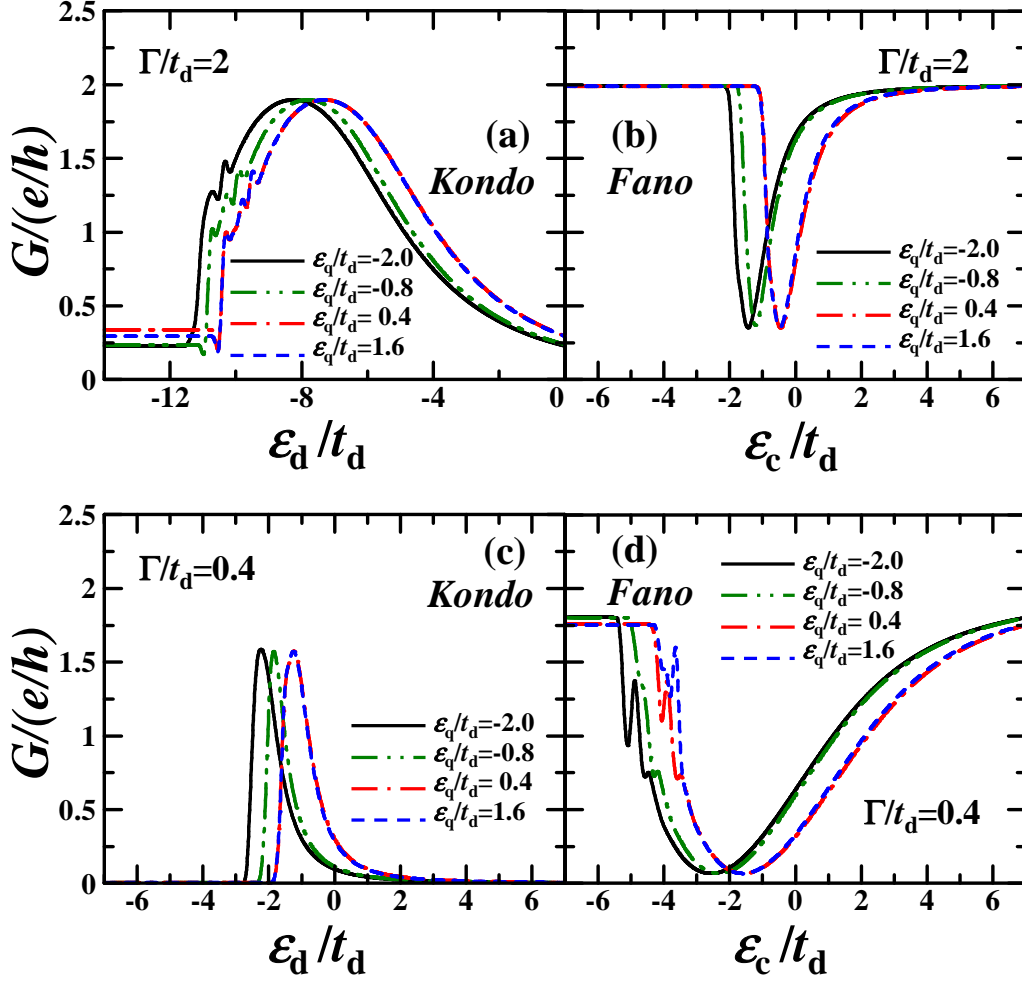 G/(e/h)
2.5
2
1.5
1
0.5
0
Γ/t_d=2
(a)
Kondo
ε_q/t_d=-2.0
ε_q/t_d=-0.8
ε_q/t_d= 0.4
ε_q/t_d=1.6
-12 -8 -4 0
ε_d/t_d
Γ/t_d=2
(b)
Fano
ε_q/t_d=-2.0
ε_q/t_d=-0.8
ε_q/t_d= 0.4
ε_q/t_d=1.6
-6 -4 -2 0 2 4 6
ε_c/t_d
G/(e/h)
2.5
2
1.5
1
0.5
0
Γ/t_d=0.4
(c)
Kondo
ε_q/t_d=-2.0
ε_q/t_d=-0.8
ε_q/t_d= 0.4
ε_q/t_d=1.6
-6 -4 -2 0 2 4 6
ε_d/t_d
(d)
Fano
ε_q/t_d=-2.0
ε_q/t_d=-0.8
ε_q/t_d= 0.4
ε_q/t_d=1.6
Γ/t_d=0.4
-6 -4 -2 0 2 4 6
ε_c/t_d